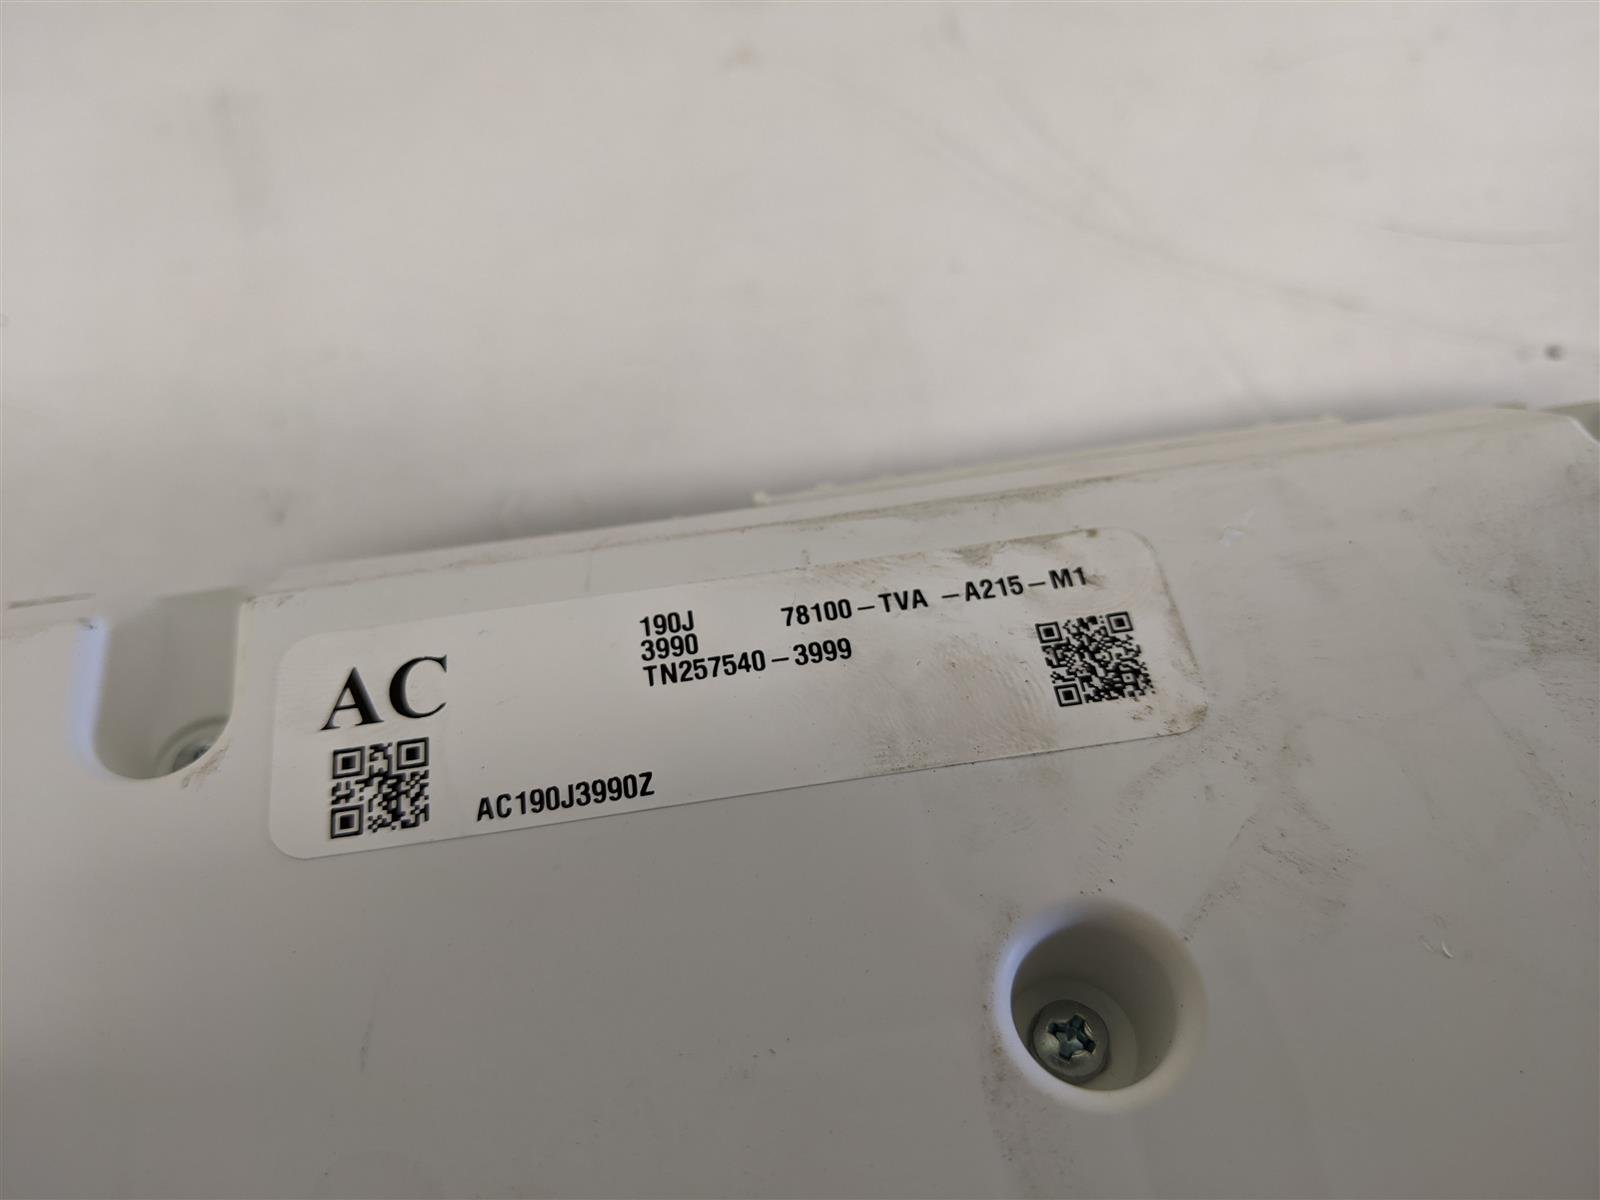 190J 78100-TVA -A215-M1
3990
TN257540-3999
AC
AC190J3990Z